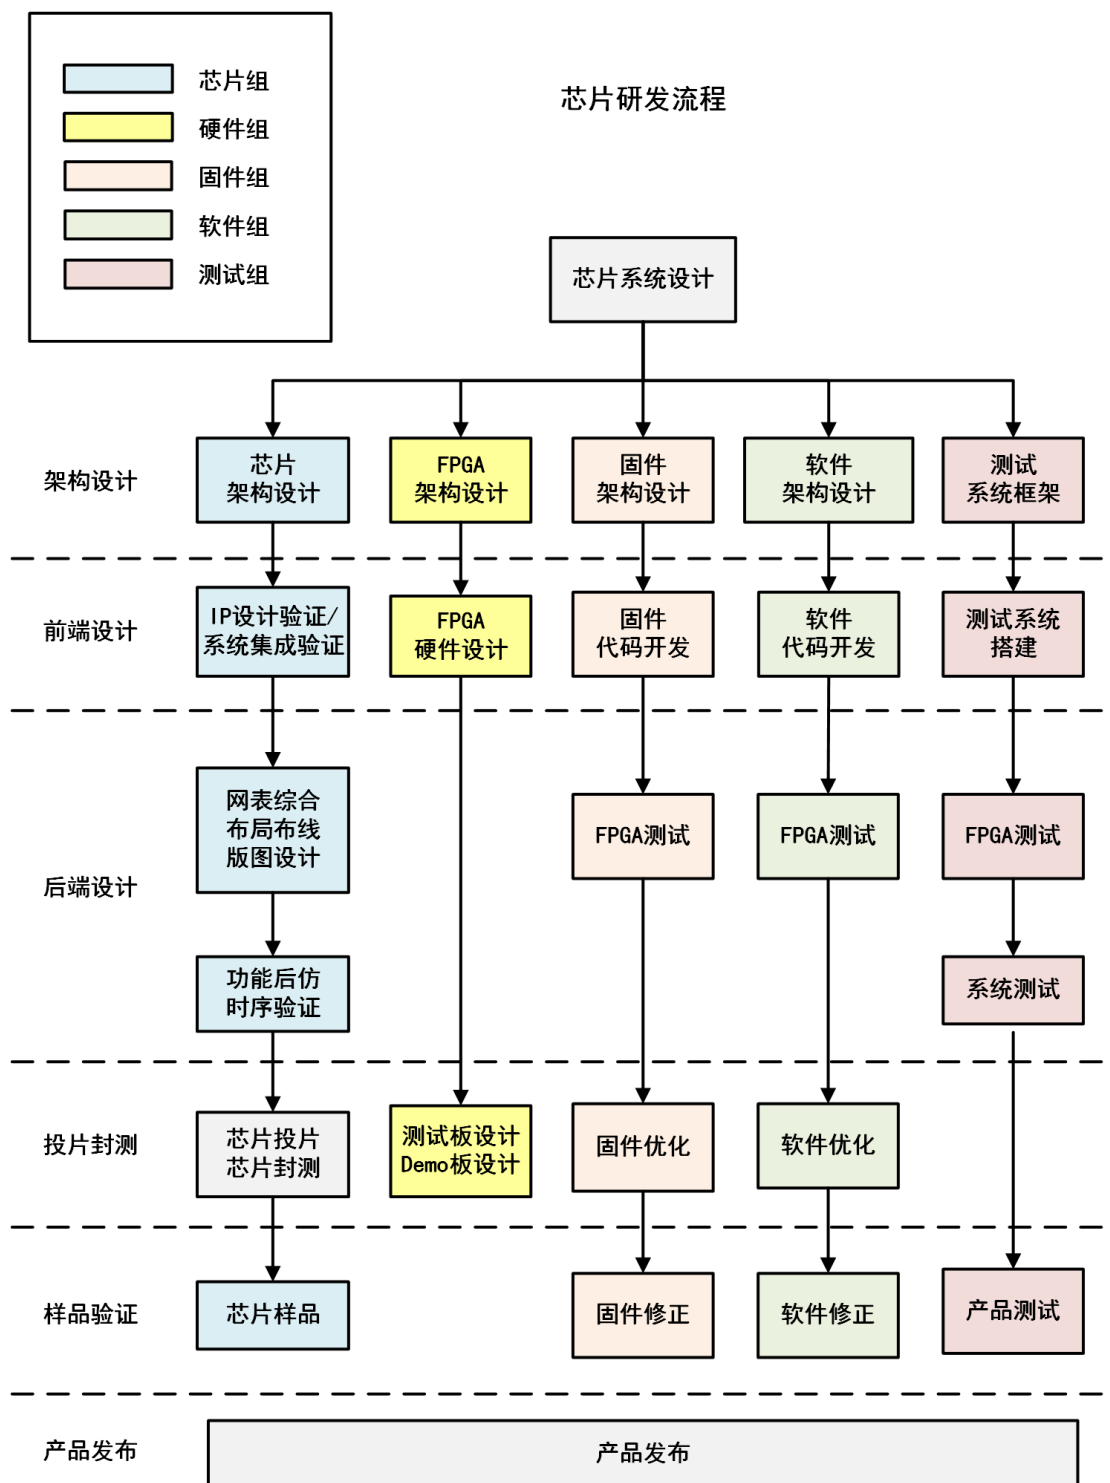 芯片组
硬件组
固件组
软件组
测试组
芯片研发流程
芯片系统设计
架构设计
芯片
架构设计
FPGA
架构设计
固件
架构设计
软件
架构设计
测试
系统框架
前端设计
IP设计验证/
系统集成验证
FPGA
硬件设计
固件
代码开发
软件
代码开发
测试系统
搭建
后端设计
网表综合
布局布线
版图设计
FPGA测试
FPGA测试
FPGA测试
功能后仿
时序验证
系统测试
投片封测
芯片投片
芯片封测
测试板设计
Demo板设计
固件优化
软件优化
样品验证
芯片样品
固件修正
软件修正
产品测试
产品发布
产品发布